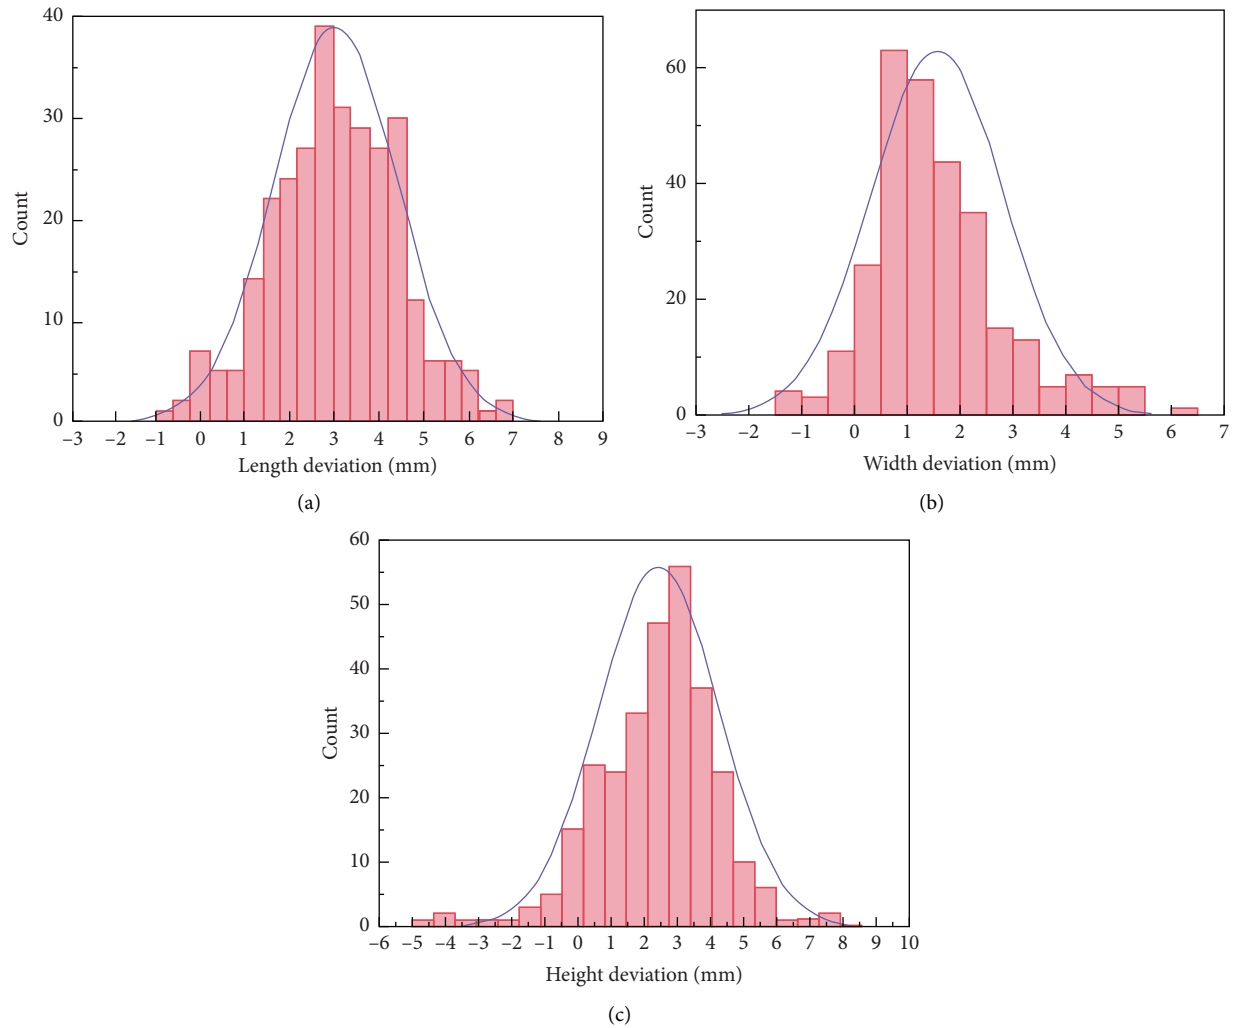 40
30
20
10
0
Count
–3 –2 –1 0 1 2 3 4 5 6 7 8 9
Length deviation (mm)
(a)
60
40
20
0
Count
–3 –2 –1 0 1 2 3 4 5 6 7
Width deviation (mm)
(b)
60
50
40
30
20
10
0
Count
–6 –5 –4 –3 –2 –1 0 1 2 3 4 5 6 7 8 9 10
Height deviation (mm)
(c)